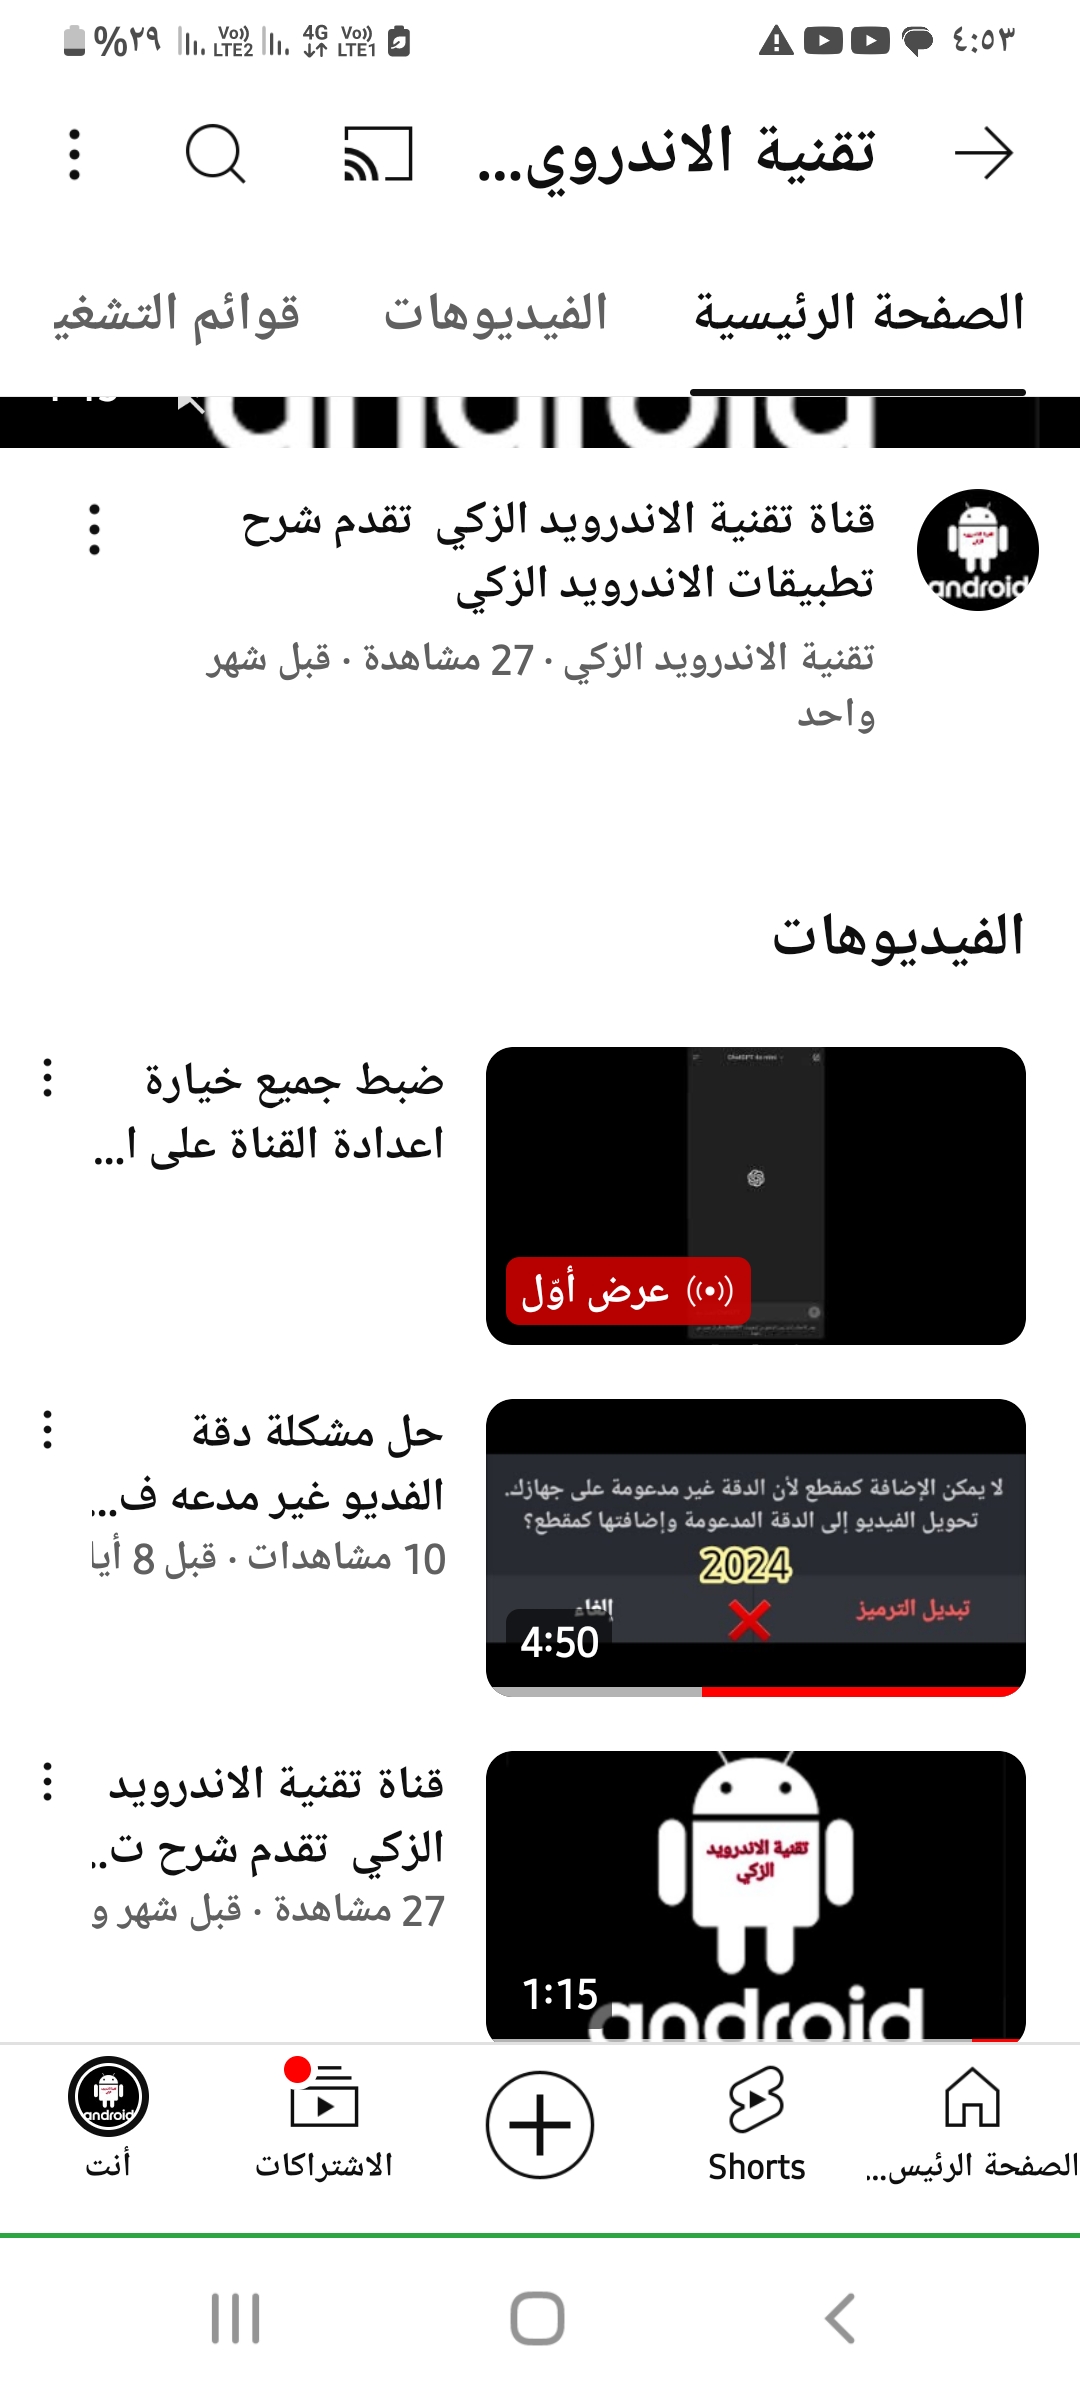 %٢٩ Vo)) LTE2 4G Vo)) LTE1 ٤:٥٣
تقنية الاندروي...
الصفحة الرئيسية
الفيديوهات
قوائم التشغي
قناة تقنية الاندرويد الزكي تقدم شرح
تطبيقات الاندرويد الزكي
تقنية الاندرويد الزكي · 27 مشاهدة · قبل شهر
واحد
android
الفيديوهات
ضبط جميع خيارة
اعدادة القناة على ا...
عرض أوّل
حل مشكلة دقة
الفديو غير مدعه ف...
10 مشاهدات · قبل 8 أيا
لا يمكن الإضافة كمقطع لأن الدقة غير مدعومة على جهازك.
تحويل الفيديو إلى الدقة المدعومة وإضافتها كمقطع؟
2024
تبديل الترميز
إلغاء
4:50
قناة تقنية الاندرويد
الزكي تقدم شرح ت..
27 مشاهدة · قبل شهر و
تقنية الاندرويد
الزكي
1:15
android
الصفحة الرئيس...
Shorts
الاشتراكات
أنت
android